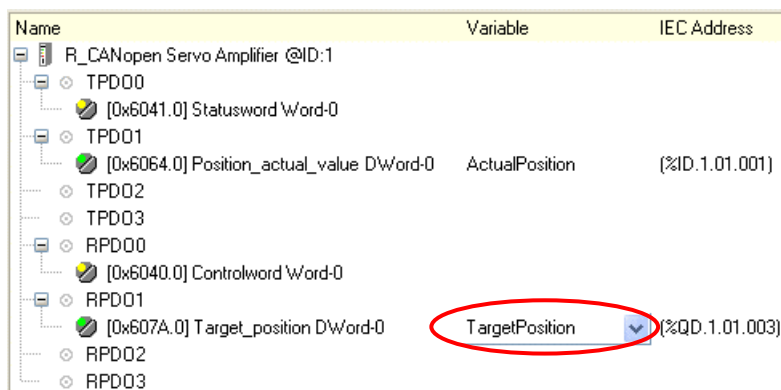 Name Variable IEC Address
R_CANopen Servo Amplifier @ID:1
TPDO0
[0x6041.0] Statusword Word-0
TPDO1
[0x6064.0] Position_actual_value DWord-0 ActualPosition (%ID.1.01.001)
TPDO2
TPDO3
RPDO0
[0x6040.0] Controlword Word-0
RPDO1
[0x607A.0] Target_position DWord-0 TargetPosition (%QD.1.01.003)
RPDO2
RPDO3